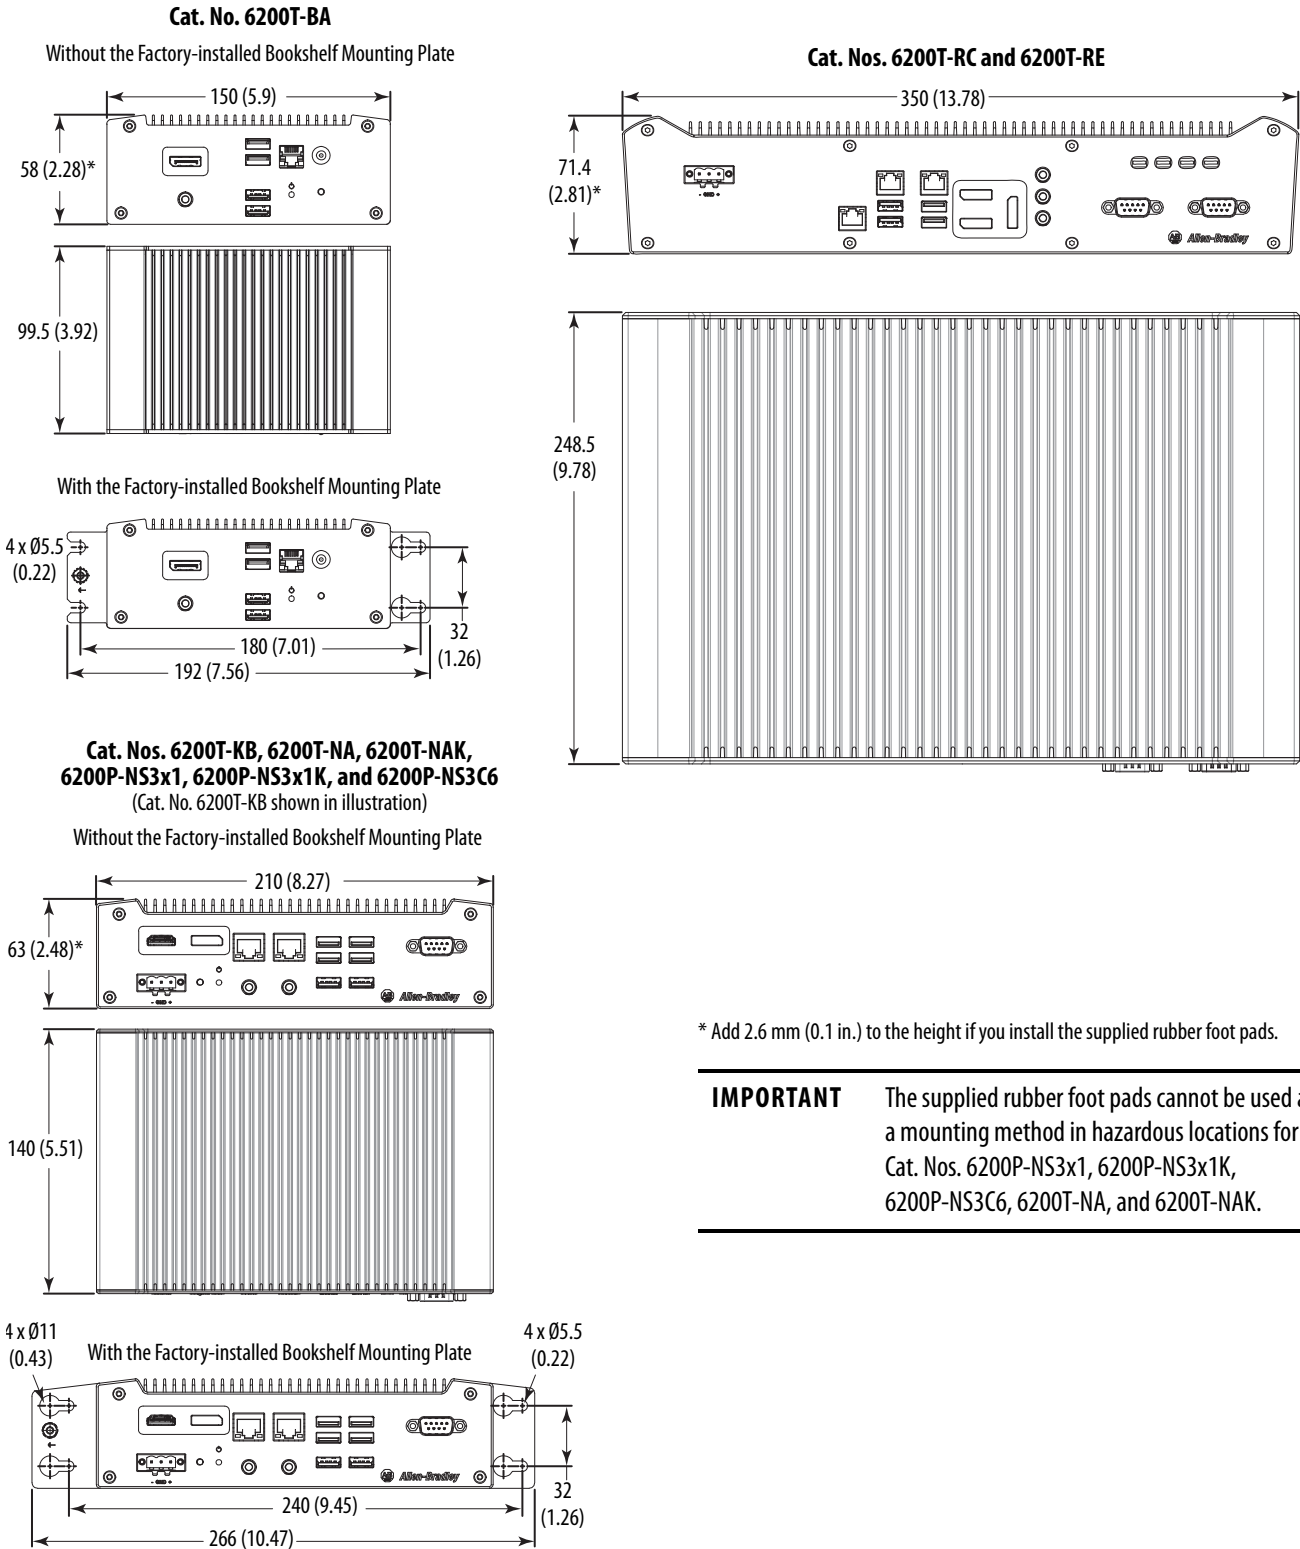 Cat. No. 6200T-BA
Without the Factory-installed Bookshelf Mounting Plate
150 (5.9)
58 (2.28)*
99.5 (3.92)
With the Factory-installed Bookshelf Mounting Plate
4 x Ø5.5
(0.22)
32
(1.26)
180 (7.01)
192 (7.56)
Cat. Nos. 6200T-KB, 6200T-NA, 6200T-NAK,
6200P-NS3x1, 6200P-NS3x1K, and 6200P-NS3C6
(Cat. No. 6200T-KB shown in illustration)
Without the Factory-installed Bookshelf Mounting Plate
210 (8.27)
63 (2.48)*
- GND +
AB Allen-Bradley
140 (5.51)
4 x Ø11
(0.43)
With the Factory-installed Bookshelf Mounting Plate
4 x Ø5.5
(0.22)
- GND +
AB Allen-Bradley
32
(1.26)
240 (9.45)
266 (10.47)
Cat. Nos. 6200T-RC and 6200T-RE
350 (13.78)
71.4
(2.81)*
- GND +
AB Allen-Bradley
248.5
(9.78)
* Add 2.6 mm (0.1 in.) to the height if you install the supplied rubber foot pads.
IMPORTANT The supplied rubber foot pads cannot be used
a mounting method in hazardous locations for
Cat. Nos. 6200P-NS3x1, 6200P-NS3x1K,
6200P-NS3C6, 6200T-NA, and 6200T-NAK.